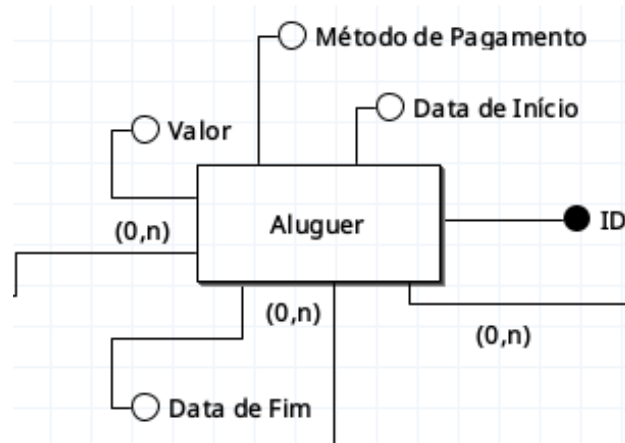 Método de Pagamento
Data de Início
Valor
(0,n)
Aluguer
ID
(0,n)
(0,n)
Data de Fim